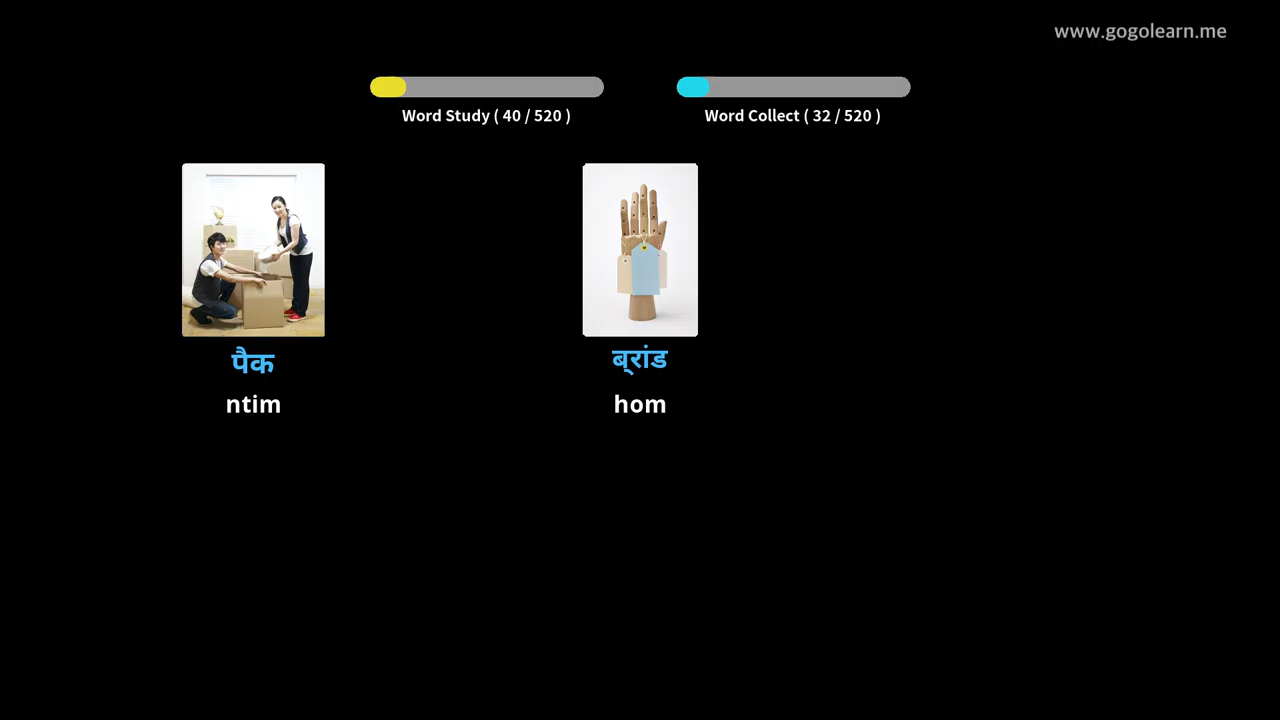 www.gogolearn.me
Word Study ( 40 / 520 )
Word Collect ( 32 / 520 )
पैक
ब्रांड
ntim
hom